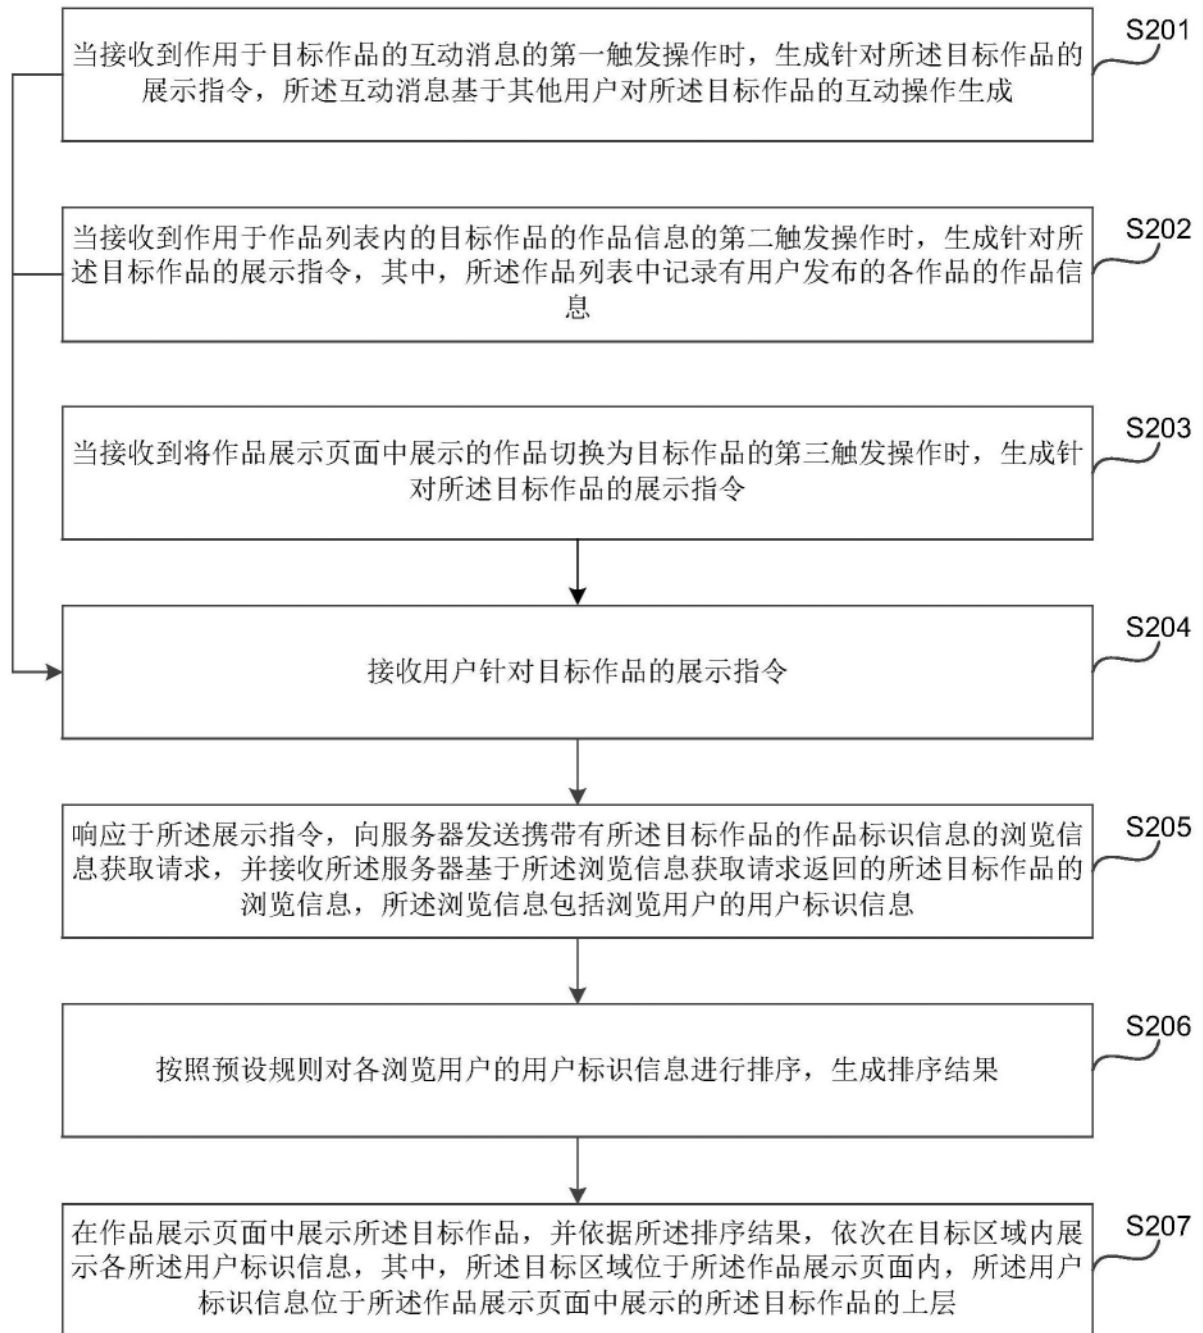 当接收到作用于目标作品的互动消息的第一触发操作时，生成针对所述目标作品的
展示指令，所述互动消息基于其他用户对所述目标作品的互动操作生成
S201
当接收到作用于作品列表内的目标作品的作品信息的第二触发操作时，生成针对所
述目标作品的展示指令，其中，所述作品列表中记录有用户发布的各作品的作品信
息
S202
当接收到将作品展示页面中展示的作品切换为目标作品的第三触发操作时，生成针
对所述目标作品的展示指令
S203
接收用户针对目标作品的展示指令
S204
响应于所述展示指令，向服务器发送携带有所述目标作品的作品标识信息的浏览信
息获取请求，并接收所述服务器基于所述浏览信息获取请求返回的所述目标作品的
浏览信息，所述浏览信息包括浏览用户的用户标识信息
S205
按照预设规则对各浏览用户的用户标识信息进行排序，生成排序结果
S206
在作品展示页面中展示所述目标作品，并依据所述排序结果，依次在目标区域内展
示各所述用户标识信息，其中，所述目标区域位于所述作品展示页面内，所述用户
标识信息位于所述作品展示页面中展示的所述目标作品的上层
S207